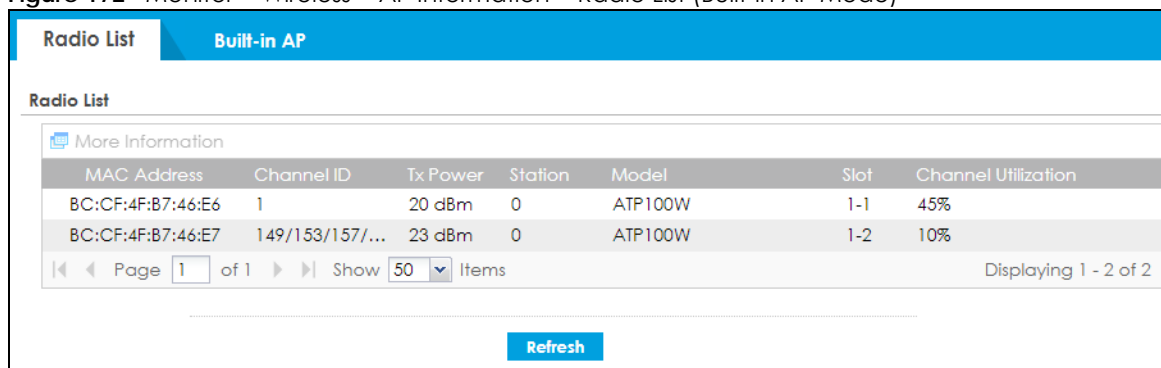 Radio List Built-in AP
Radio List
More Information
MAC Address Channel ID Tx Power Station Model Slot Channel Utilization
BC:CF:4F:B7:46:E6 1 20 dBm 0 ATP100W 1-1 45%
BC:CF:4F:B7:46:E7 149/153/157/... 23 dBm 0 ATP100W 1-2 10%
Page 1 of 1 Show 50 Items Displaying 1 - 2 of 2
Refresh